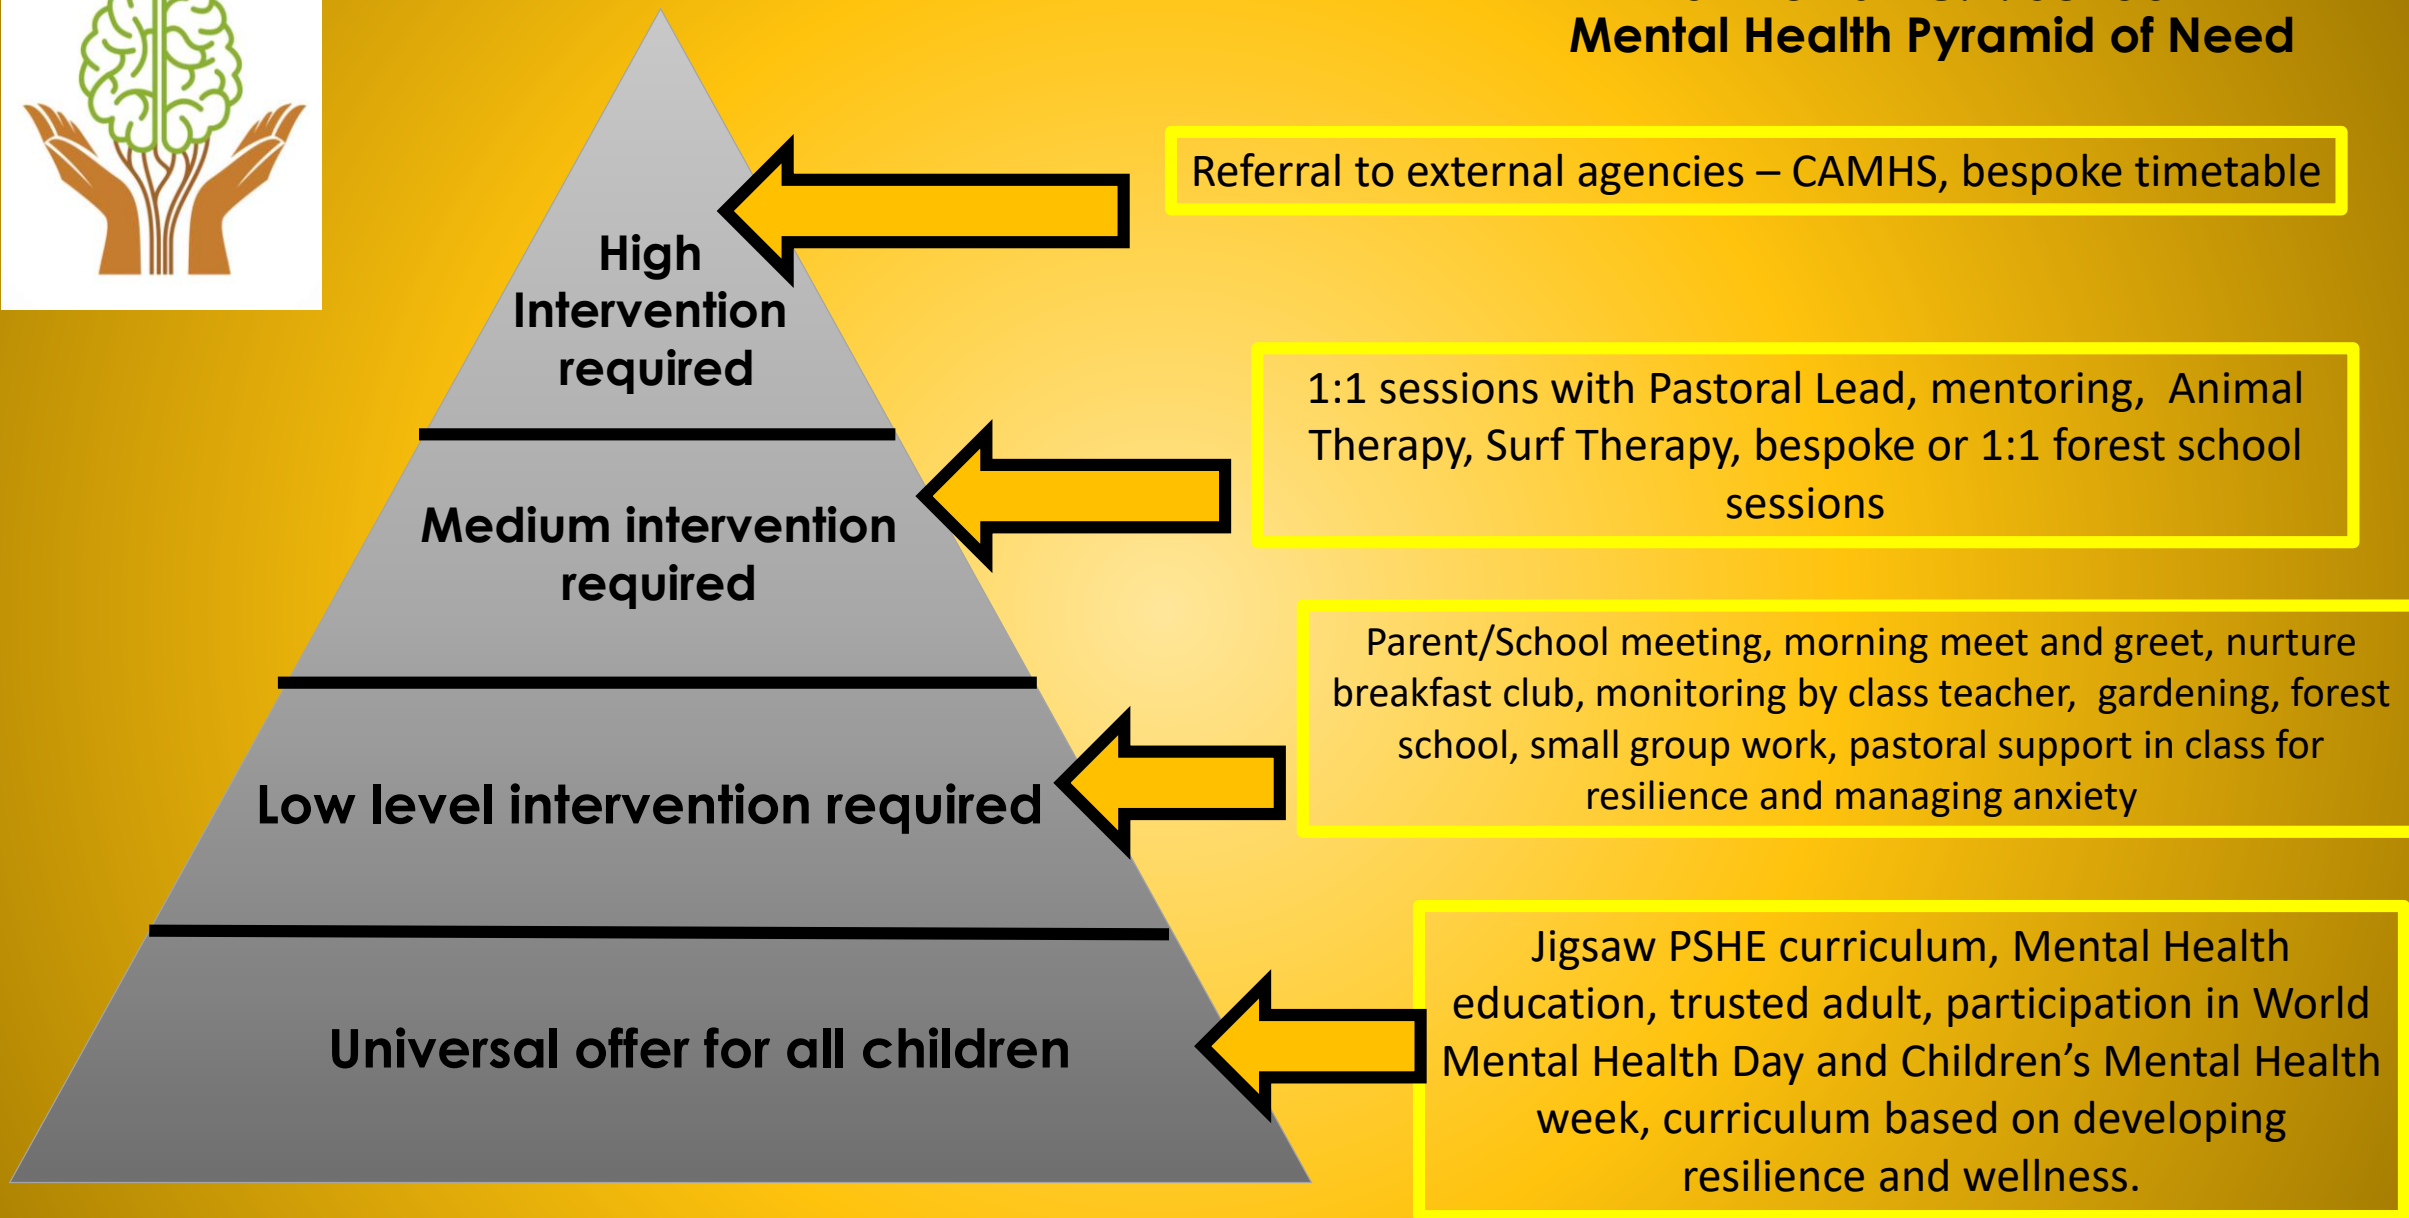 Mental Health Pyramid of Need
Referral to external agencies – CAMHS, bespoke timetable
High
Intervention
required
1:1 sessions with Pastoral Lead, mentoring,  Animal
Therapy, Surf Therapy, bespoke or 1:1 forest school
sessions
Medium intervention
required
Parent/School meeting, morning meet and greet, nurture
breakfast club, monitoring by class teacher,  gardening, forest
school, small group work, pastoral support in class for
resilience and managing anxiety
Low level intervention required
Jigsaw PSHE curriculum, Mental Health
education, trusted adult, participation in World
Mental Health Day and Children’s Mental Health
week, curriculum based on developing
resilience and wellness.
Universal offer for all children